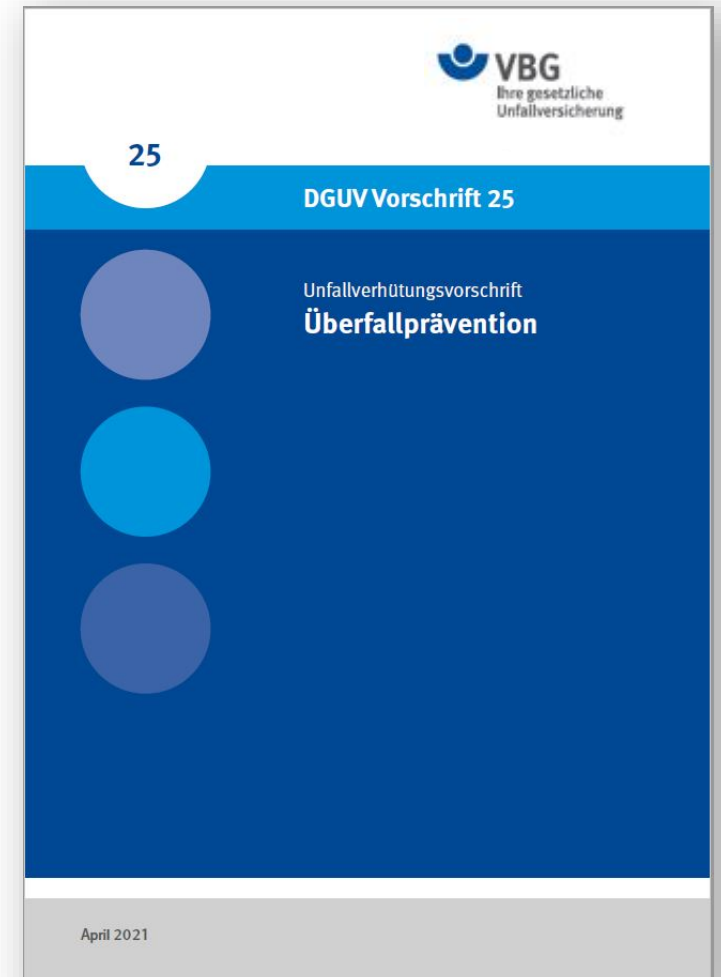 VBG
Ihre gesetzliche
Unfallversicherung
25
DGUV Vorschrift 25
Unfallverhütungsvorschrift
Überfallprävention
April 2021